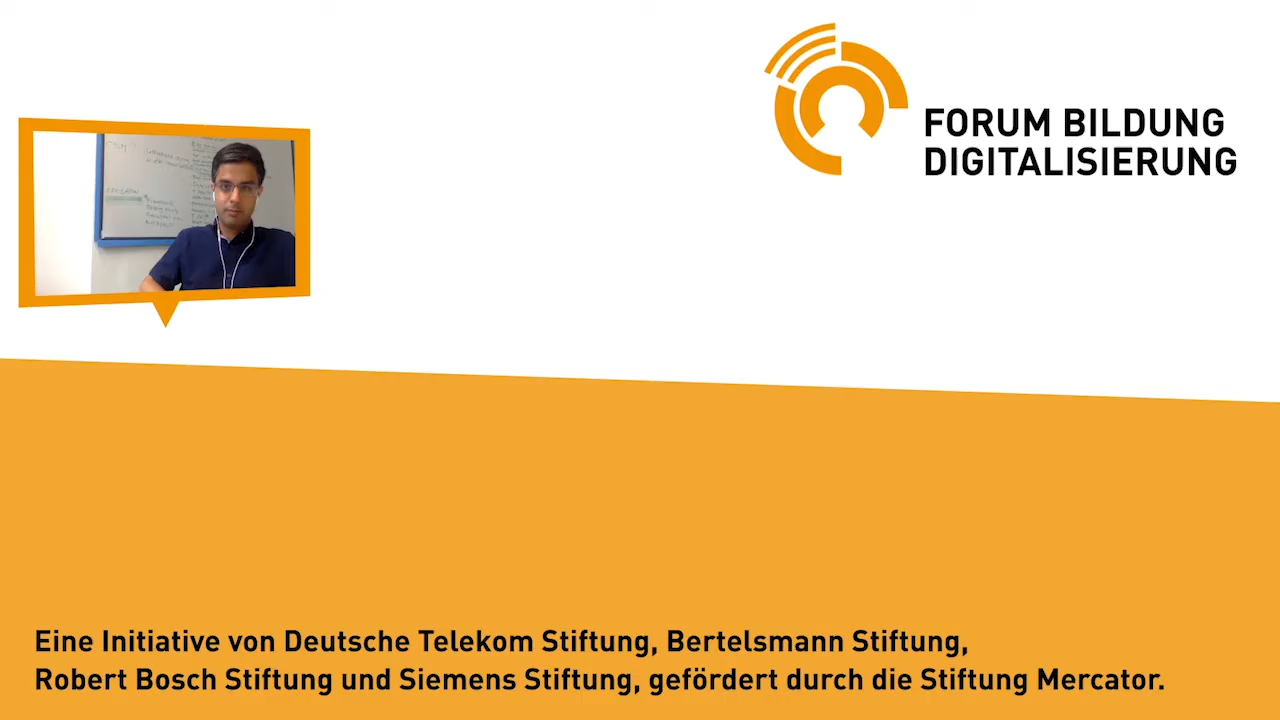 FORUM BILDUNG
DIGITALISIERUNG
Eine Initiative von Deutsche Telekom Stiftung, Bertelsmann Stiftung,
Robert Bosch Stiftung und Siemens Stiftung, gefördert durch die Stiftung Mercator.